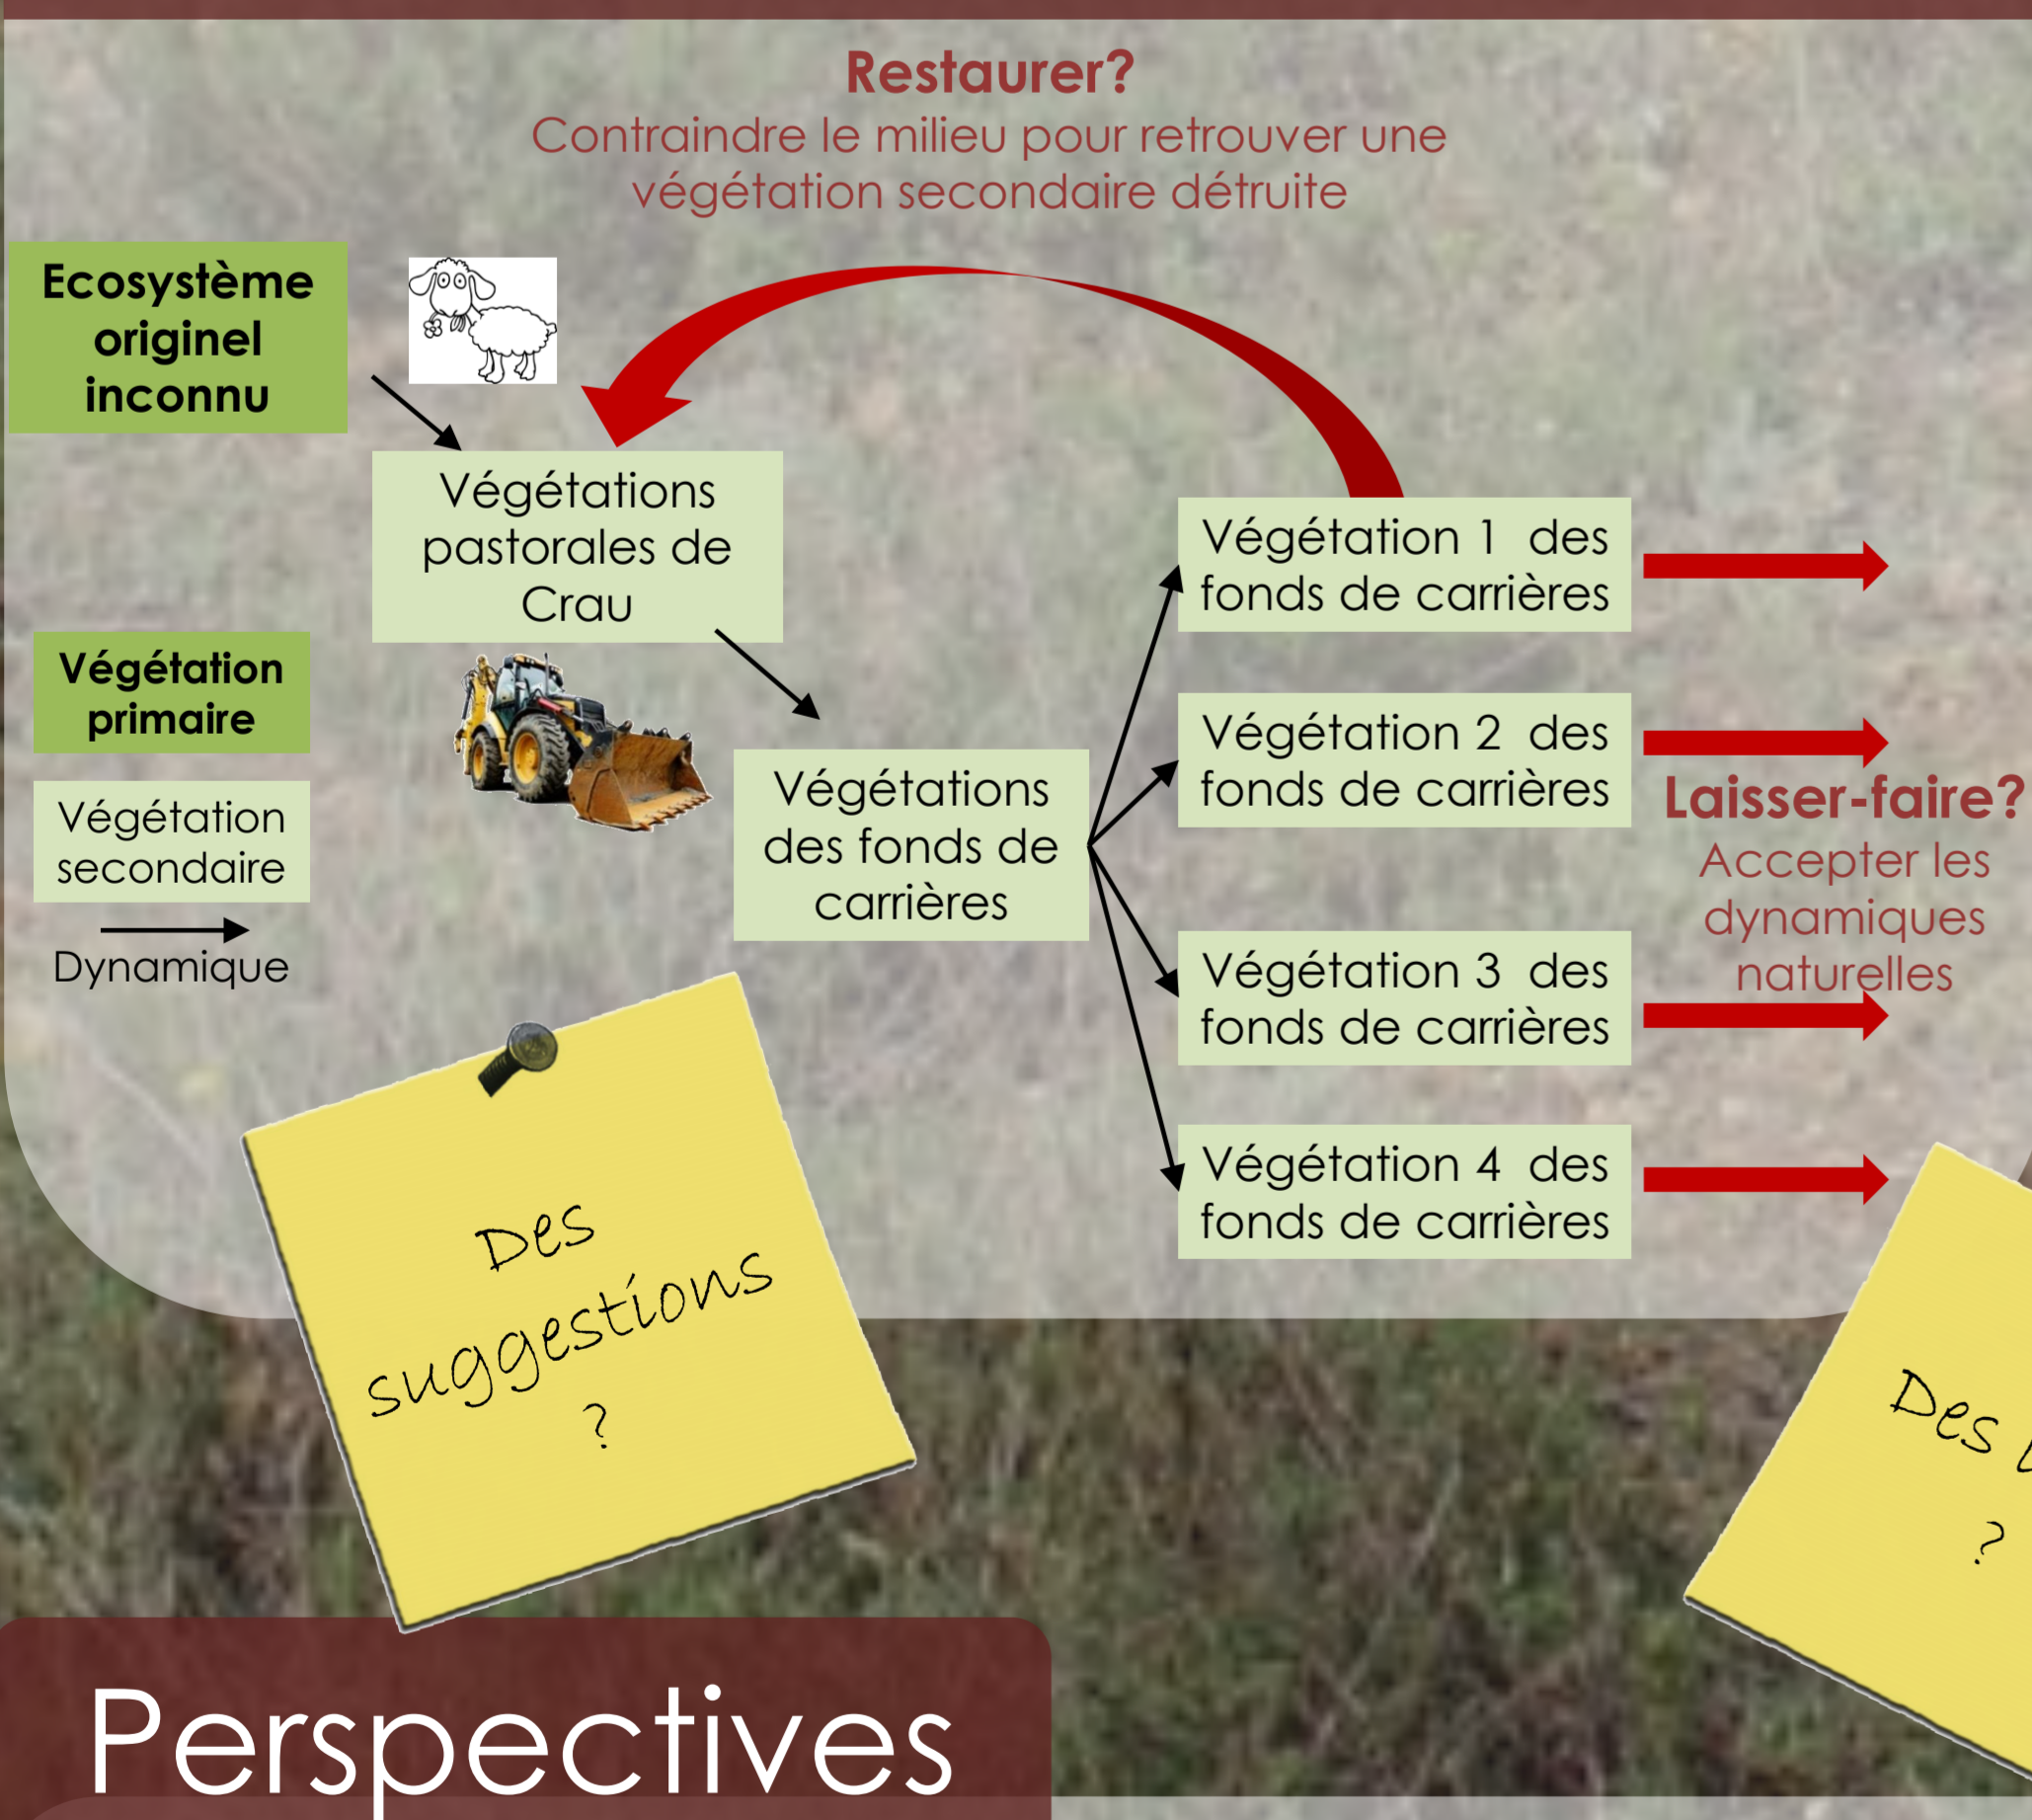 Restaurer?
Contraindre le milieu pour retrouver une
végétation secondaire détruite
Ecosystème
originel
inconnu
Végétations
pastorales de
Crau
Végétation
primaire
Végétation
secondaire
Dynamique
Végétations
des fonds de
carrières
Végétation 1 des
fonds de carrières
Végétation 2 des
fonds de carrières
Végétation 3 des
fonds de carrières
Végétation 4 des
fonds de carrières
Laisser-faire?
Accepter les
dynamiques
naturelles
Des
suggestions
?
Des
?
Perspectives